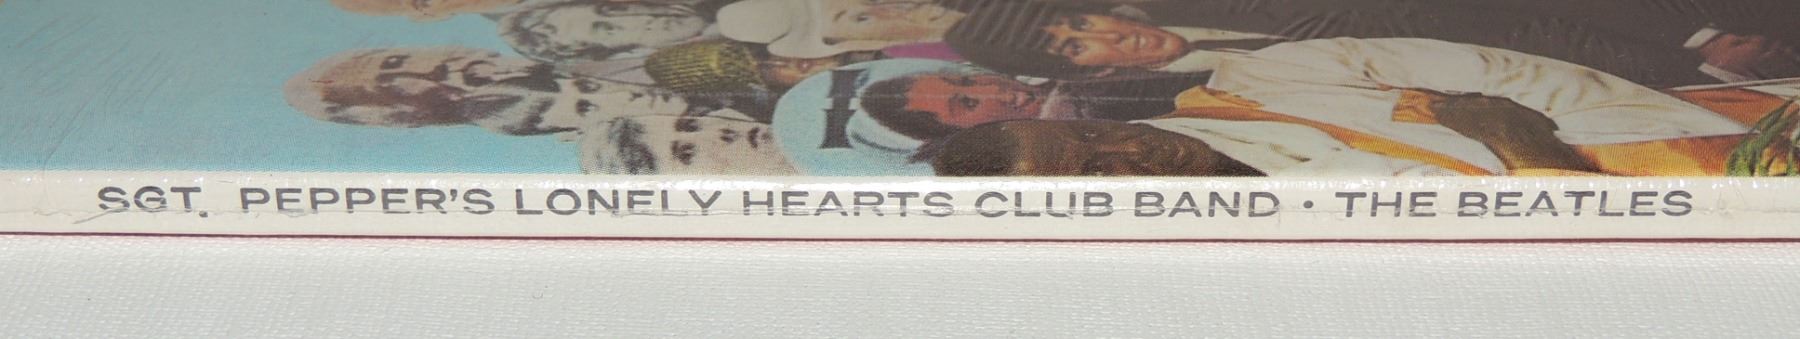 SGT. PEPPER'S LONELY HEARTS CLUB BAND • THE BEATLES